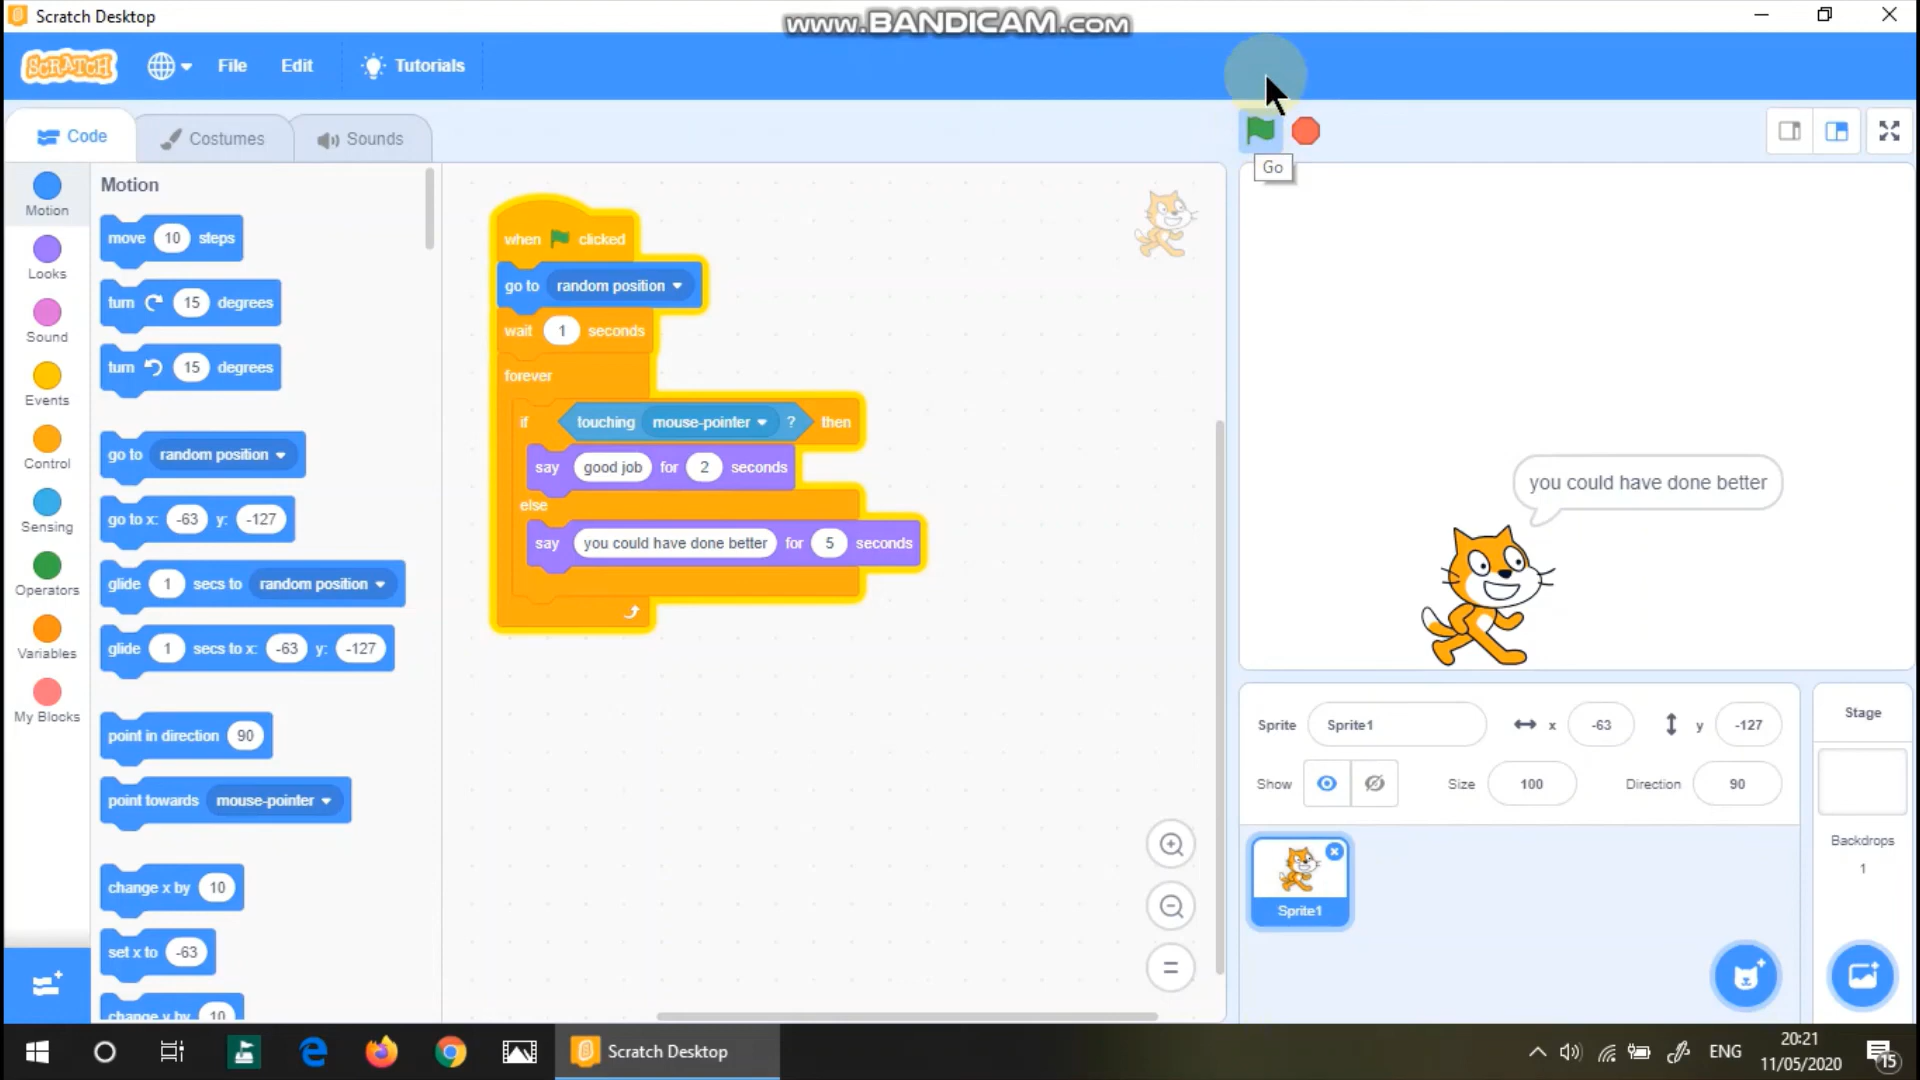 Scratch Desktop
www.BANDICAM.com
SCRATCH
File
Edit
Tutorials
Code
Costumes
Sounds
Go
Motion
Looks
Sound
Events
Control
Sensing
Operators
Variables
My Blocks
Motion
move 10 steps
turn 15 degrees
turn 15 degrees
go to random position
go to x: -63 y: -127
glide 1 secs to random position
glide 1 secs to x: -63 y: -127
point in direction 90
point towards mouse-pointer
change x by 10
set x to -63
change y by 10
when clicked
go to random position
wait 1 seconds
forever
if touching mouse-pointer ? then
say good job for 2 seconds
else
say you could have done better for 5 seconds
you could have done better
Sprite Sprite1 x -63 y -127
Show Size 100 Direction 90
Sprite1
Stage
Backdrops
1
Scratch Desktop
ENG
20:21
11/05/2020
15